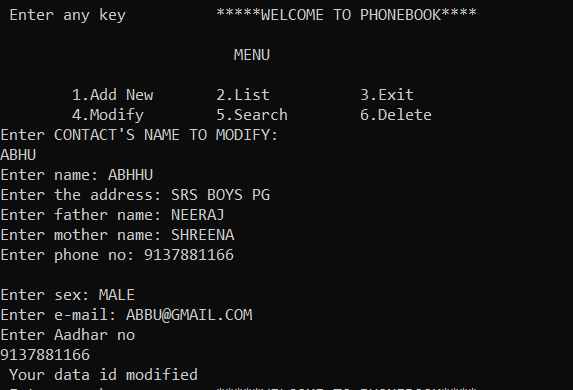 Enter any key *****WELCOME TO PHONEBOOK****
MENU
1.Add New 2.List 3.Exit
4.Modify 5.Search 6.Delete
Enter CONTACT'S NAME TO MODIFY:
ABHU
Enter name: ABHHU
Enter the address: SRS BOYS PG
Enter father name: NEERAJ
Enter mother name: SHREENA
Enter phone no: 9137881166
Enter sex: MALE
Enter e-mail: ABBU@GMAIL.COM
Enter Aadhar no
9137881166
Your data id modified